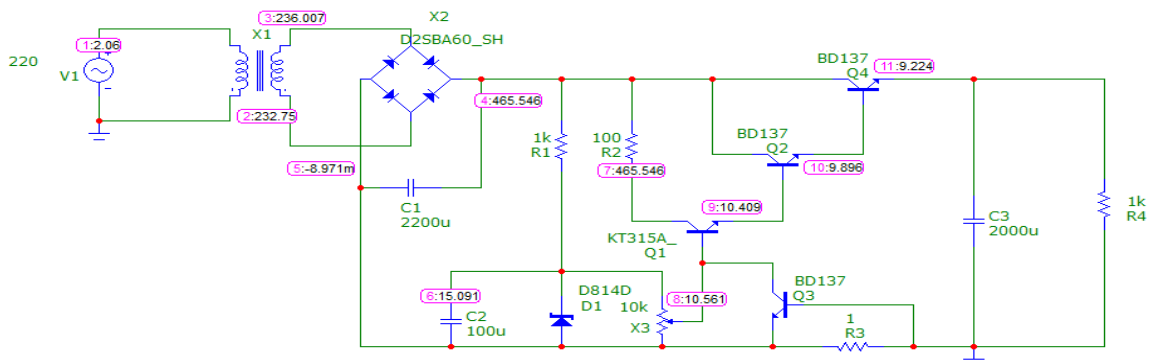 3:236.007
X2
X1
D2SBA60_SH
1:2.06
220
V1
+
-
2:232.75
4:465.546
5:-8.971m
C1
2200u
1k
R1
100
R2
7:465.546
BD137
Q4
11:9.224
BD137
Q2
10:9.896
9:10.409
KT315A_
Q1
1k
R4
C3
2000u
6:15.091
C2
100u
D814D
D1
10k
X3
8:10.561
BD137
Q3
1
R3